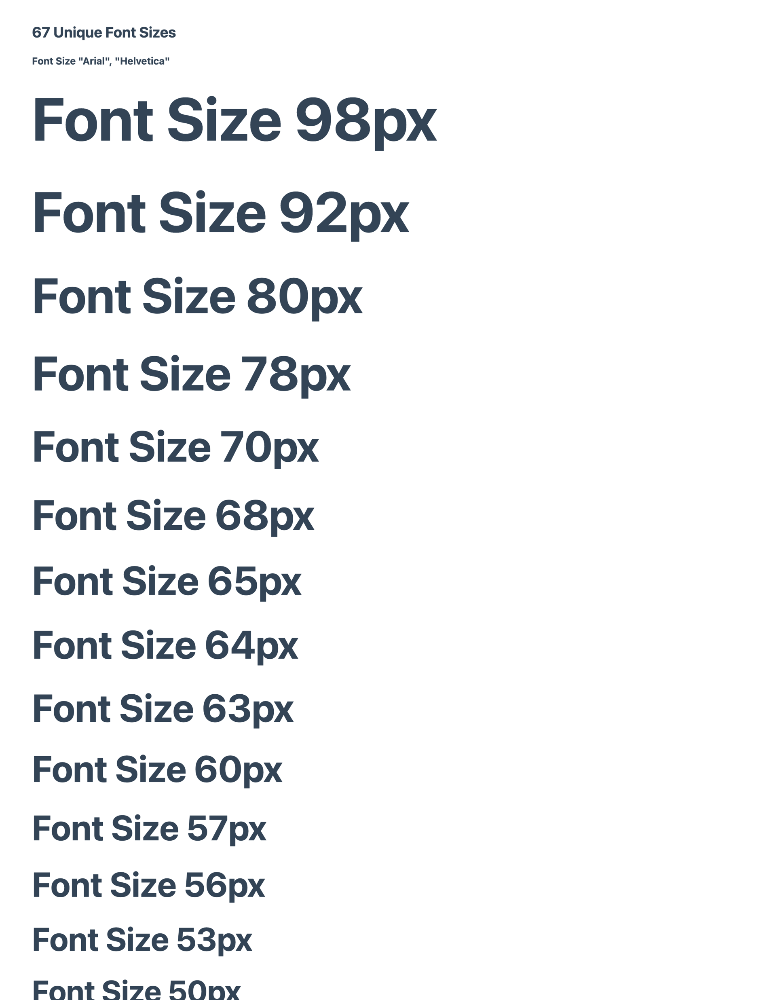 67 Unique Font Sizes
Font Size "Arial", "Helvetica"
Font Size 98px
Font Size 92px
Font Size 80px
Font Size 78px
Font Size 70px
Font Size 68px
Font Size 65px
Font Size 64px
Font Size 63px
Font Size 60px
Font Size 57px
Font Size 56px
Font Size 53px
Font Size 50px